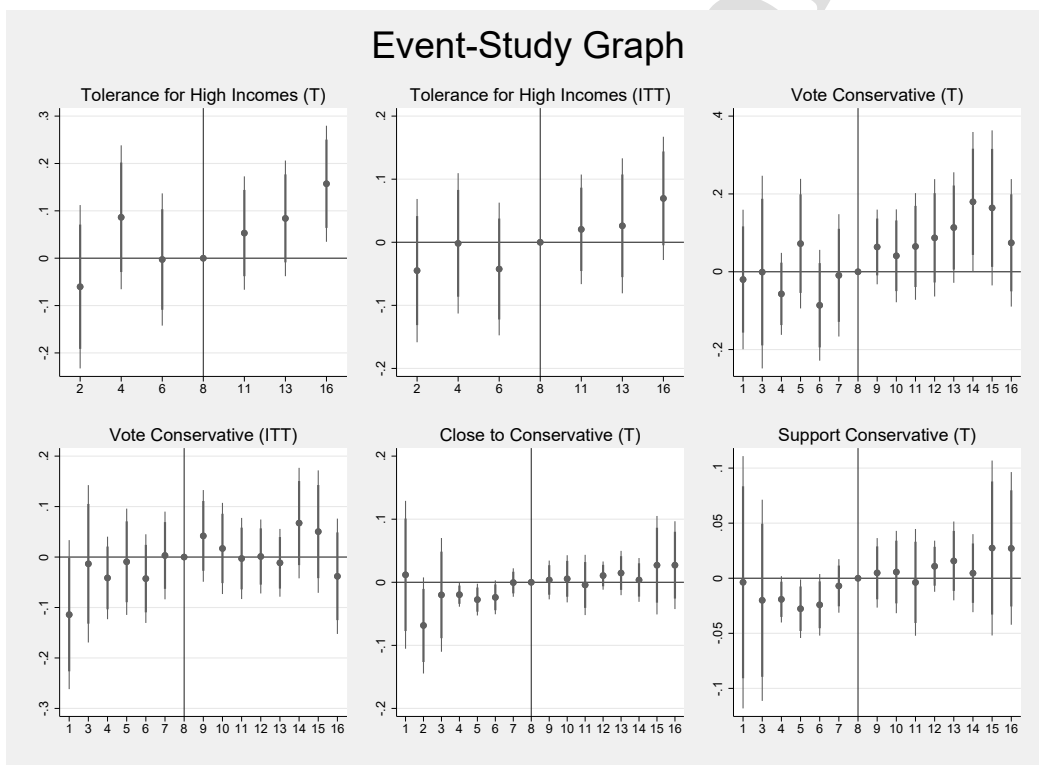 Event-Study Graph
Tolerance for High Incomes (T)
.3
.2
.1
0
-.1
-.2
2 4 6 8 11 13 16
Tolerance for High Incomes (ITT)
.2
.1
0
-.1
-.2
2 4 6 8 11 13 16
Vote Conservative (T)
.4
.2
0
-.2
1 3 4 5 6 7 8 9 10 11 12 13 14 15 16
Vote Conservative (ITT)
.2
.1
0
-.1
-.2
-.3
1 3 4 5 6 7 8 9 10 11 12 13 14 15 16
Close to Conservative (T)
.2
.1
0
-.1
-.2
1 2 3 4 5 6 7 8 9 10 11 12 13 14 15 16
Support Conservative (T)
.1
.05
0
-.05
-.1
1 3 4 5 6 7 8 9 10 11 12 13 14 15 16